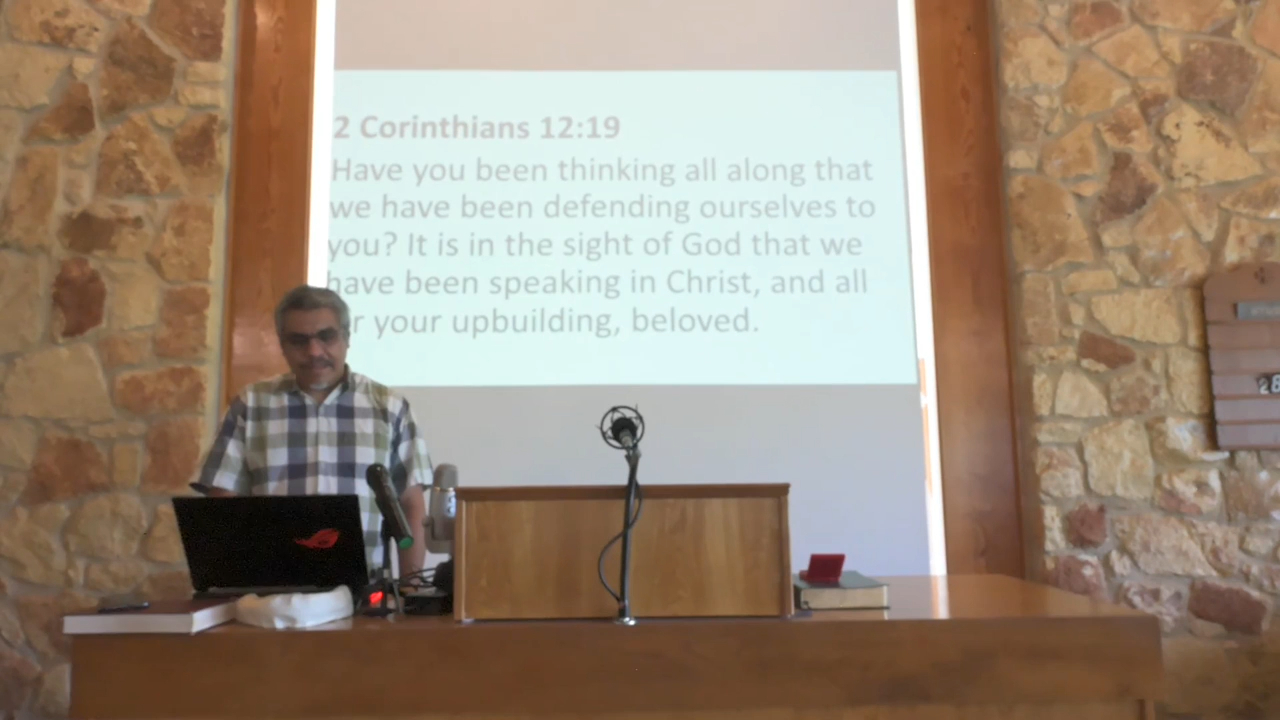 2 Corinthians 12:19
Have you been thinking all along that
we have been defending ourselves to
you? It is in the sight of God that we
have been speaking in Christ, and all
your upbuilding, beloved.